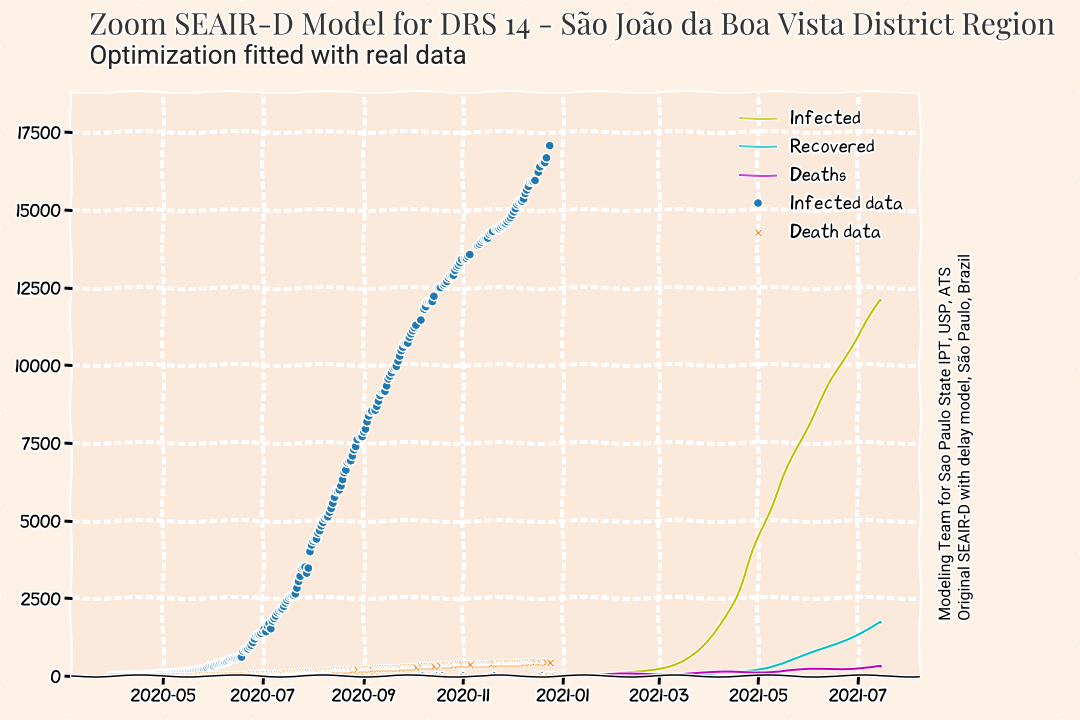 Zoom SEAIR-D Model for DRS 14 - São João da Boa Vista District Region
Optimization fitted with real data
Infected
Recovered
Deaths
Infected data
Death data
17500
15000
12500
10000
7500
5000
2500
0
2020-05
2020-07
2020-09
2020-11
2021-01
2021-03
2021-05
2021-07
Modeling Team for Sao Paulo State IPT, USP, ATS
Original SEAIR-D with delay model, São Paulo, Brazil